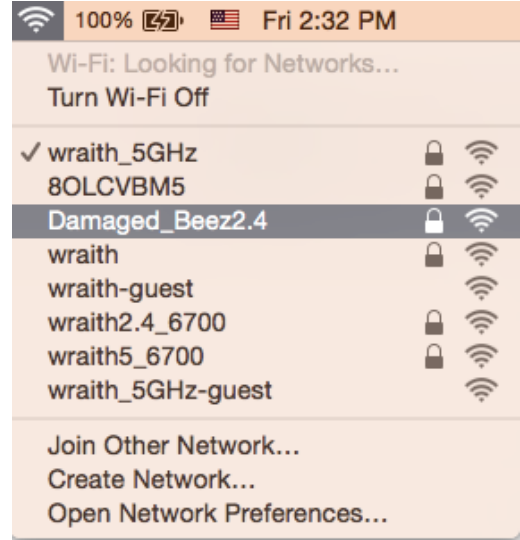 100% Fri 2:32 PM
Wi-Fi: Looking for Networks...
Turn Wi-Fi Off
wraith_5GHz
8OLCVBM5
Damaged_Beez2.4
wraith
wraith-guest
wraith2.4_6700
wraith5_6700
wraith_5GHz-guest
Join Other Network...
Create Network...
Open Network Preferences...